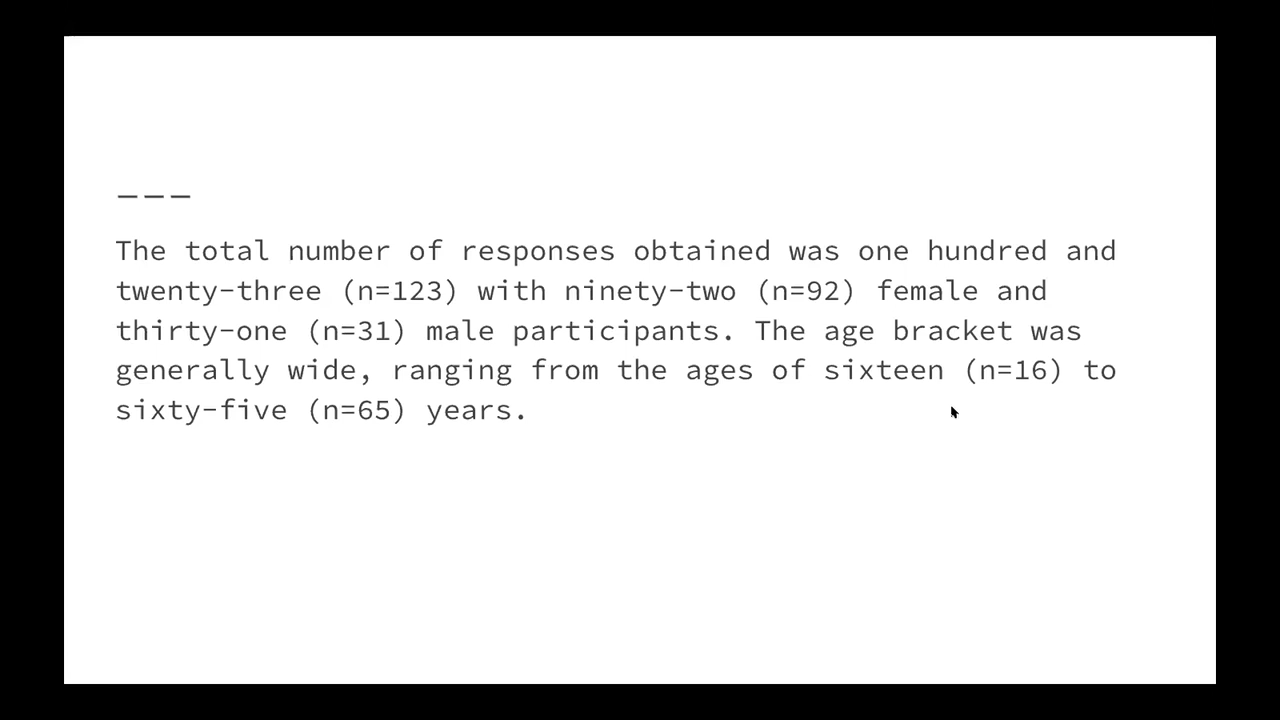 ———
The total number of responses obtained was one hundred and
twenty-three (n=123) with ninety-two (n=92) female and
thirty-one (n=31) male participants. The age bracket was
generally wide, ranging from the ages of sixteen (n=16) to
sixty-five (n=65) years.